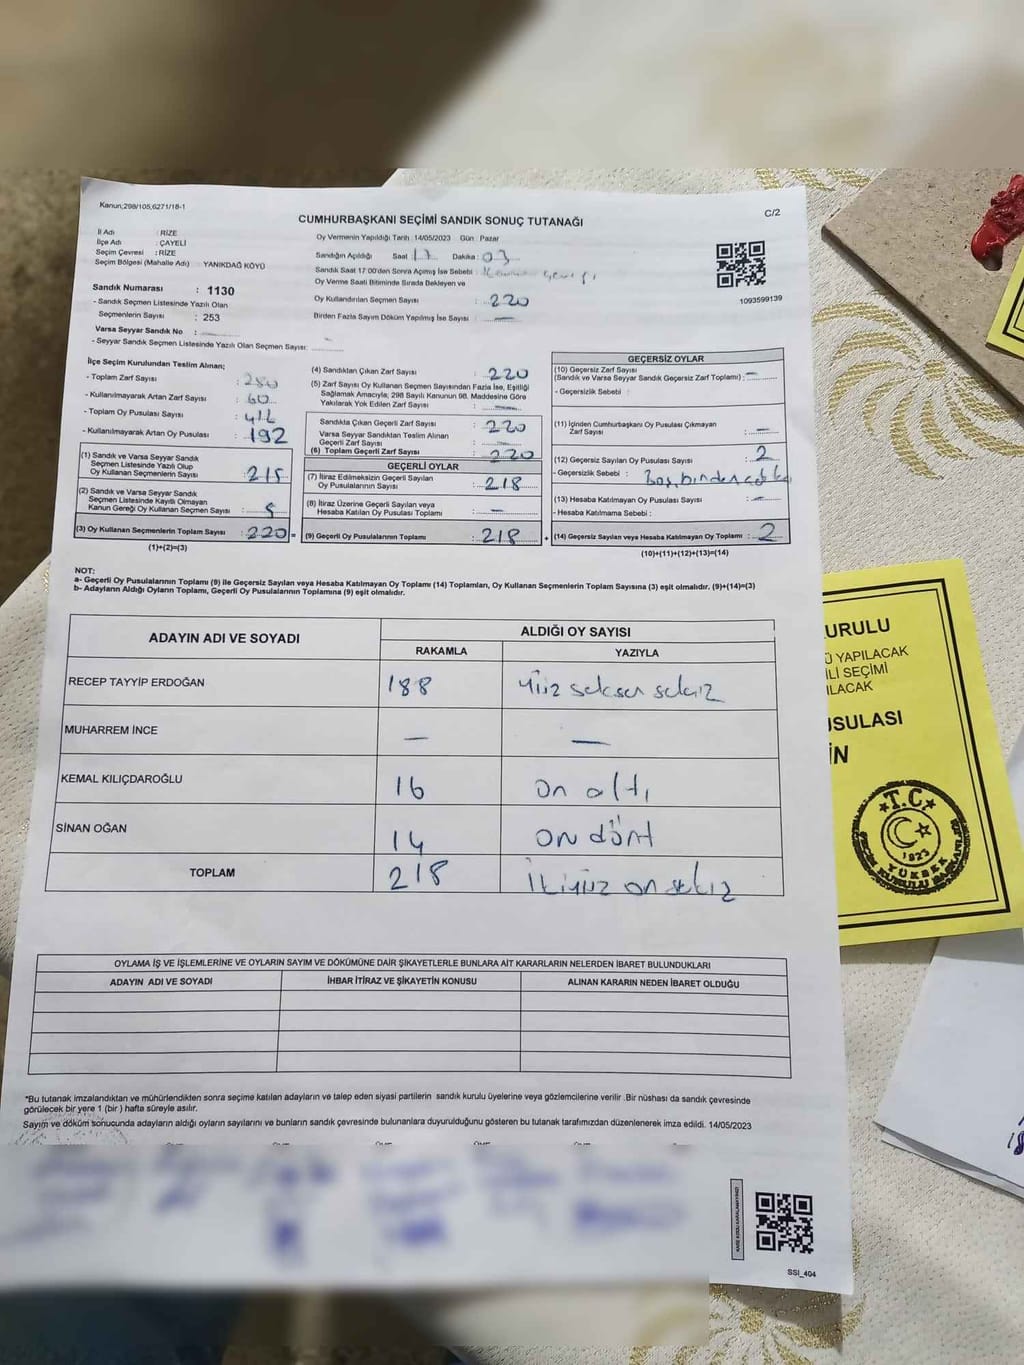 Kanun;298/105,6271/18-1
C/2
CUMHURBAŞKANI SEÇİMİ SANDIK SONUÇ TUTANAĞI
İl Adı : RİZE
İlçe Adı : ÇAYELİ
Seçim Çevresi : RİZE
Seçim Bölgesi (Mahalle Adı) YANIKDAĞ KÖYÜ
Oy Vermenin Yapıldığı Tarih :14/05/2023 Gün : Pazar
Sandığın Açıldığı Saat : 17 Dakika : 03
Sandık Saat 17:00'den Sonra Açılmış İse Sebebi : Kanun gereği
Oy Verme Saati Bitiminde Sırada Bekleyen ve
Oy Kullandırılan Seçmen Sayısı : 220
Birden Fazla Sayım Döküm Yapılmış İse Sayısı : —
1093599139
Sandık Numarası : 1130
- Sandık Seçmen Listesinde Yazılı Olan
Seçmenlerin Sayısı : 253
Varsa Seyyar Sandık No :
- Seyyar Sandık Seçmen Listesinde Yazılı Olan Seçmen Sayısı:
İlçe Seçim Kurulundan Teslim Alınan;
- Toplam Zarf Sayısı : 280
- Kullanılmayarak Artan Zarf Sayısı : 60
- Toplam Oy Pusulası Sayısı : 412
- Kullanılmayarak Artan Oy Pusulası : 192
(1) Sandık ve Varsa Seyyar Sandık
Seçmen Listesinde Yazılı Olup
Oy Kullanan Seçmenlerin Sayısı : 215
(2) Sandık ve Varsa Seyyar Sandık
Seçmen Listesinde Kayıtlı Olmayan
Kanun Gereği Oy Kullanan Seçmen Sayısı : 5
(3) Oy Kullanan Seçmenlerin Toplam Sayısı : 220 =
(1)+(2)=(3)
(4) Sandıktan Çıkan Zarf Sayısı : 220
(5) Zarf Sayısı Oy Kullanan Seçmen Sayısından Fazla İse, Eşitliği
Sağlamak Amacıyla; 298 Sayılı Kanunun 98. Maddesine Göre
Yakılarak Yok Edilen Zarf Sayısı : —
Sandıkta Çıkan Geçerli Zarf Sayısı : 220
Varsa Seyyar Sandıktan Teslim Alınan
Geçerli Zarf Sayısı : —
(6) Toplam Geçerli Zarf Sayısı : 220
GEÇERLİ OYLAR
(7) İtiraz Edilmeksizin Geçerli Sayılan
Oy Pusulalarının Sayısı : 218
(8) İtiraz Üzerine Geçerli Sayılan veya
Hesaba Katılan Oy Pusulası Toplamı : —
(9) Geçerli Oy Pusulalarının Toplamı : 218 +
GEÇERSİZ OYLAR
(10) Geçersiz Zarf Sayısı
(Sandık ve Varsa Seyyar Sandık Geçersiz Zarf Toplamı) : —
- Geçersizlik Sebebi :
(11) İçinden Cumhurbaşkanı Oy Pusulası Çıkmayan
Zarf Sayısı : —
(12) Geçersiz Sayılan Oy Pusulası Sayısı : 2
- Geçersizlik Sebebi : Boş, birden
(13) Hesaba Katılmayan Oy Pusulası Sayısı : —
- Hesaba Katılmama Sebebi :
(14) Geçersiz Sayılan veya Hesaba Katılmayan Oy Toplamı : 2
(10)+(11)+(12)+(13)=(14)
NOT:
a- Geçerli Oy Pusulalarının Toplamı (9) ile Geçersiz Sayılan veya Hesaba Katılmayan Oy Toplamı (14) Toplamları, Oy Kullanan Seçmenlerin Toplam Sayısına (3) eşit olmalıdır. (9)+(14)=(3)
b- Adayların Aldığı Oyların Toplamı, Geçerli Oy Pusulalarının Toplamına (9) eşit olmalıdır.
ADAYIN ADI VE SOYADI
ALDIĞI OY SAYISI
RAKAMLA YAZIYLA
RECEP TAYYİP ERDOĞAN 188 yüz seksen sekiz
MUHARREM İNCE — —
KEMAL KILIÇDAROĞLU 16 on altı
SİNAN OĞAN 14 on dört
TOPLAM 218 İkiyüz on sekiz
OYLAMA İŞ VE İŞLEMLERİNE VE OYLARIN SAYIM VE DÖKÜMÜNE DAİR ŞİKAYETLERLE BUNLARA AİT KARARLARIN NELERDEN İBARET BULUNDUKLARI
ADAYIN ADI VE SOYADI İHBAR İTİRAZ VE ŞİKAYETİN KONUSU ALINAN KARARIN NEDEN İBARET OLDUĞU
*Bu tutanak imzalandıktan ve mühürlendikten sonra seçime katılan adayların ve talep eden siyasi partilerin sandık kurulu üyelerine veya gözlemcilerine verilir .Bir nüshası da sandık çevresinde
görülecek bir yere 1 (bir ) hafta süreyle asılır.
Sayım ve döküm sonucunda adayların aldığı oyların sayılarını ve bunların sandık çevresinde bulunanlara duyurulduğunu gösteren bu tutanak tarafımızdan düzenlenerek imza edildi. 14/05/2023
SSI_404
URULU
Ü YAPILACAK
İLİ SEÇİMİ
ILACAK
USULASI
İN
T.C.
1923
YÜKSEK
SEÇİM KURULU BAŞKANLIĞI